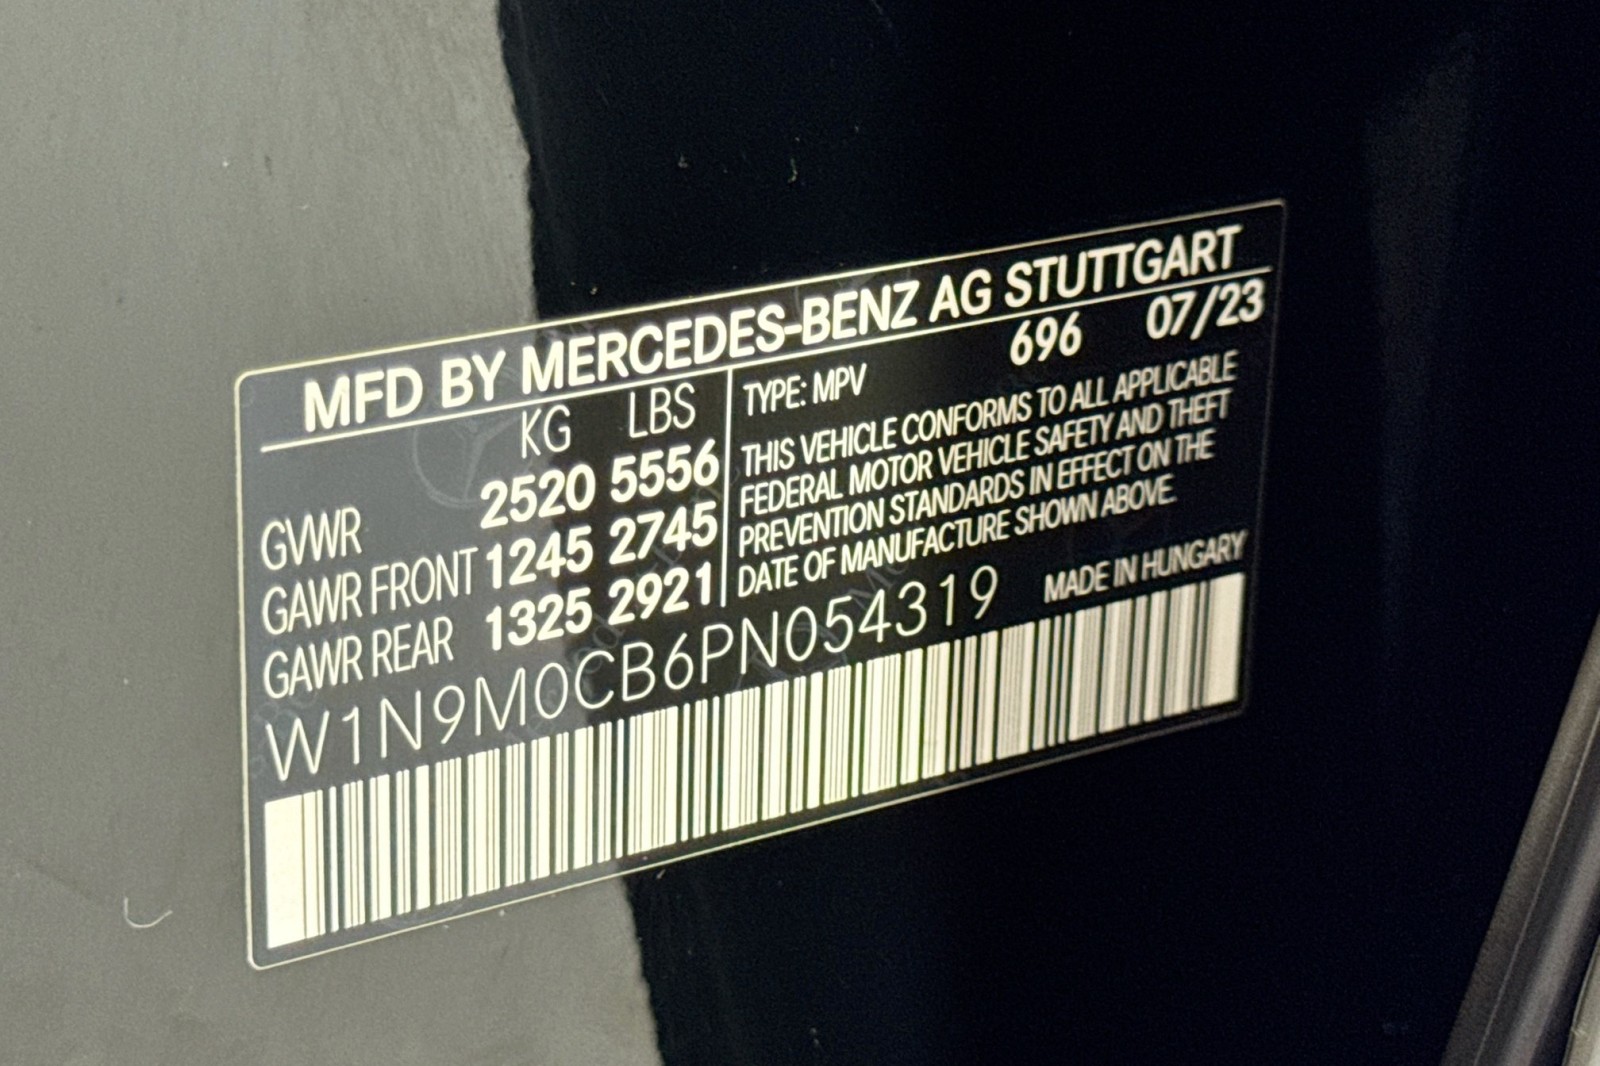 MFD BY MERCEDES-BENZ AG STUTTGART
KG LBS
GVWR 2520 5556
GAWR FRONT 1245 2745
GAWR REAR 1325 2921
696 07/23
TYPE: MPV
THIS VEHICLE CONFORMS TO ALL APPLICABLE
FEDERAL MOTOR VEHICLE SAFETY AND THEFT
PREVENTION STANDARDS IN EFFECT ON THE
DATE OF MANUFACTURE SHOWN ABOVE.
MADE IN HUNGARY
W1N9M0CB6PN054319